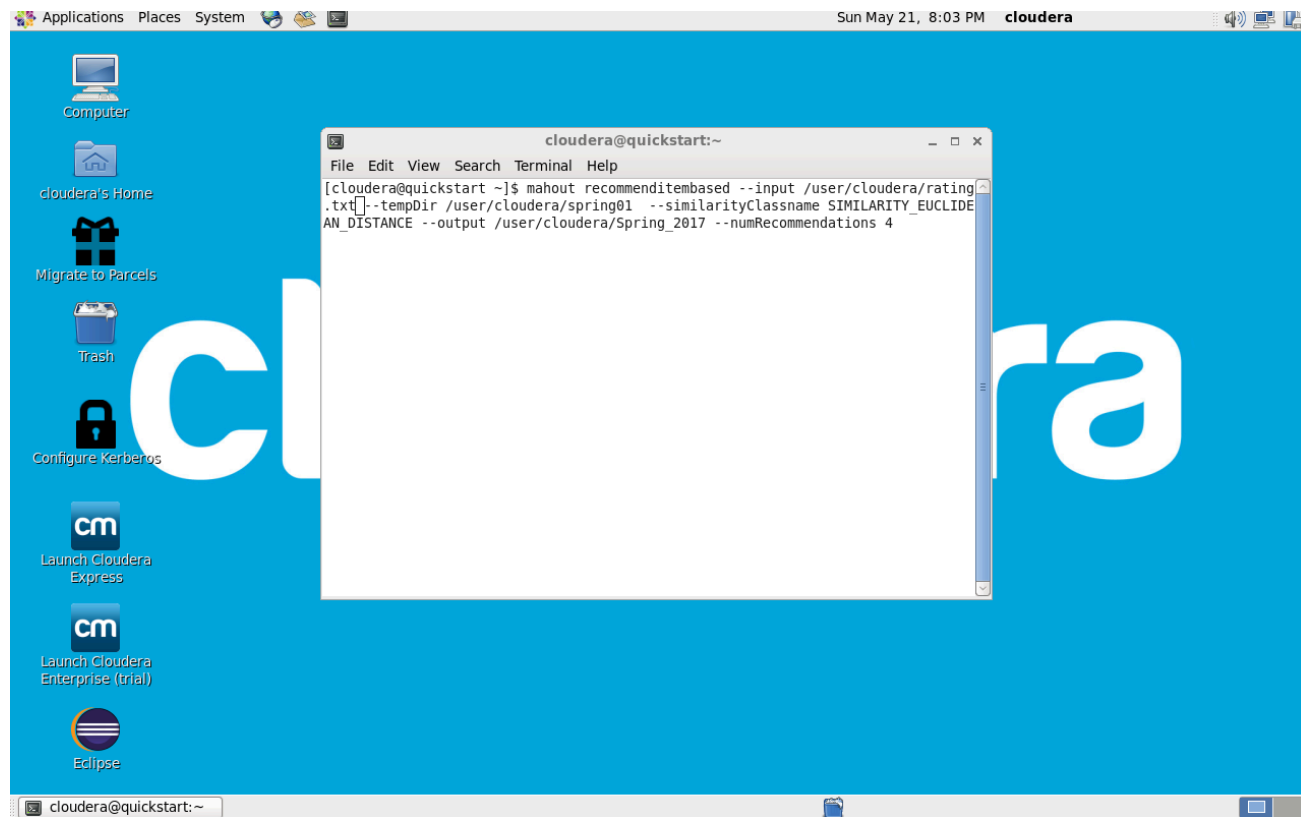 Applications Places System Sun May 21, 8:03 PM cloudera
Computer
cloudera's Home
Migrate to Parcels
Trash
Configure Kerberos
cm
Launch Cloudera
Express
cm
Launch Cloudera
Enterprise (trial)
Eclipse
cl ra
cloudera@quickstart:~
File Edit View Search Terminal Help
[cloudera@quickstart ~]$ mahout recommenditembased --input /user/cloudera/rating
.txt --tempDir /user/cloudera/spring01 --similarityClassname SIMILARITY_EUCLIDE
AN_DISTANCE --output /user/cloudera/Spring_2017 --numRecommendations 4
cloudera@quickstart:~